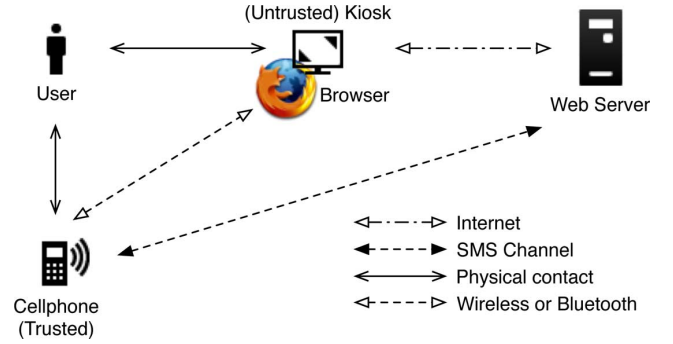 (Untrusted) Kiosk
User
Browser
Web Server
Internet
SMS Channel
Physical contact
Wireless or Bluetooth
Cellphone
(Trusted)